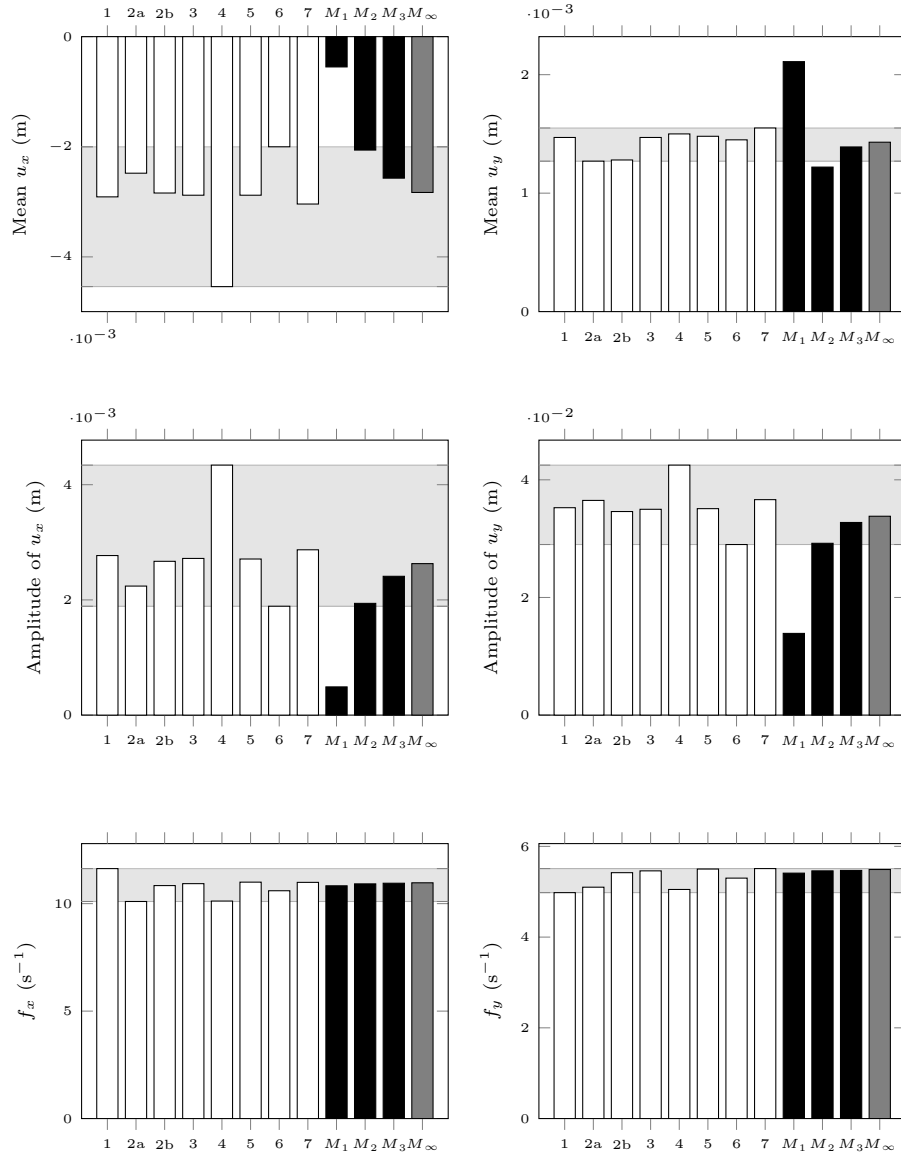 1 2a 2b 3 4 5 6 7 M₁ M₂ M₃ M∞
0
−2
−4
Mean uₓ (m)
·10⁻³
·10⁻³
2
1
0
Mean u_y (m)
1 2a 2b 3 4 5 6 7 M₁ M₂ M₃ M∞
·10⁻³
4
2
0
Amplitude of uₓ (m)
1 2a 2b 3 4 5 6 7 M₁ M₂ M₃ M∞
·10⁻²
4
2
0
Amplitude of u_y (m)
1 2a 2b 3 4 5 6 7 M₁ M₂ M₃ M∞
10
5
0
fₓ (s⁻¹)
1 2a 2b 3 4 5 6 7 M₁ M₂ M₃ M∞
6
4
2
0
f_y (s⁻¹)
1 2a 2b 3 4 5 6 7 M₁ M₂ M₃ M∞